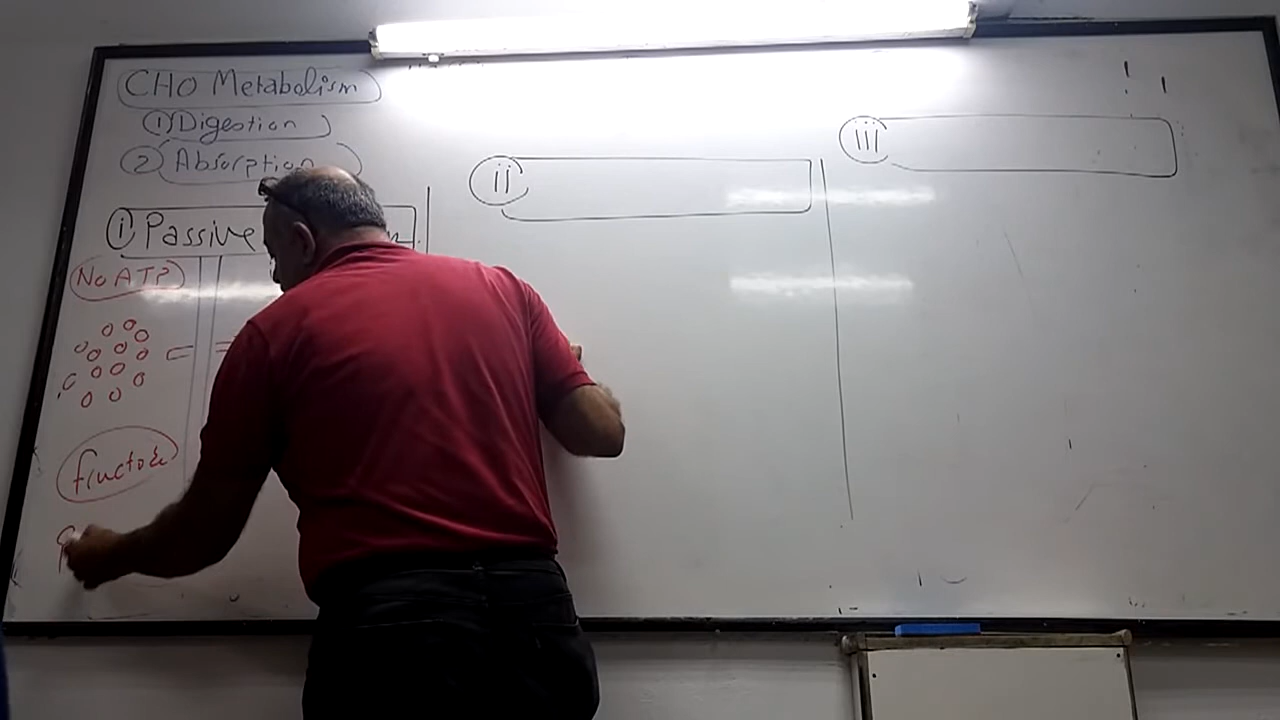 CHO Metabolism
① Digestion
② Absorption
ⓘ Passive
No ATP
fructose
ii
iii